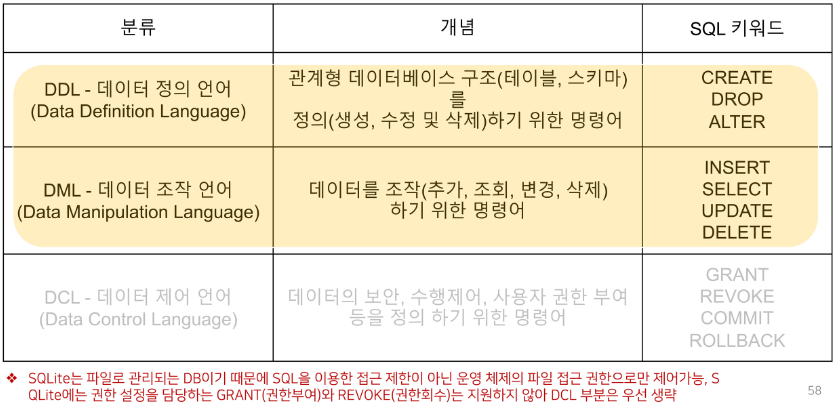 분류
개념
SQL 키워드
DDL - 데이터 정의 언어
(Data Definition Language)
관계형 데이터베이스 구조(테이블, 스키마)
를
정의(생성, 수정 및 삭제)하기 위한 명령어
CREATE
DROP
ALTER
DML - 데이터 조작 언어
(Data Manipulation Language)
데이터를 조작(추가, 조회, 변경, 삭제)
하기 위한 명령어
INSERT
SELECT
UPDATE
DELETE
DCL - 데이터 제어 언어
(Data Control Language)
데이터의 보안, 수행제어, 사용자 권한 부여
등을 정의 하기 위한 명령어
GRANT
REVOKE
COMMIT
ROLLBACK
❖ SQLite는 파일로 관리되는 DB이기 때문에 SQL을 이용한 접근 제한이 아닌 운영 체제의 파일 접근 권한으로만 제어가능, S
QLite에는 권한 설정을 담당하는 GRANT(권한부여)와 REVOKE(권한회수)는 지원하지 않아 DCL 부분은 우선 생략
58